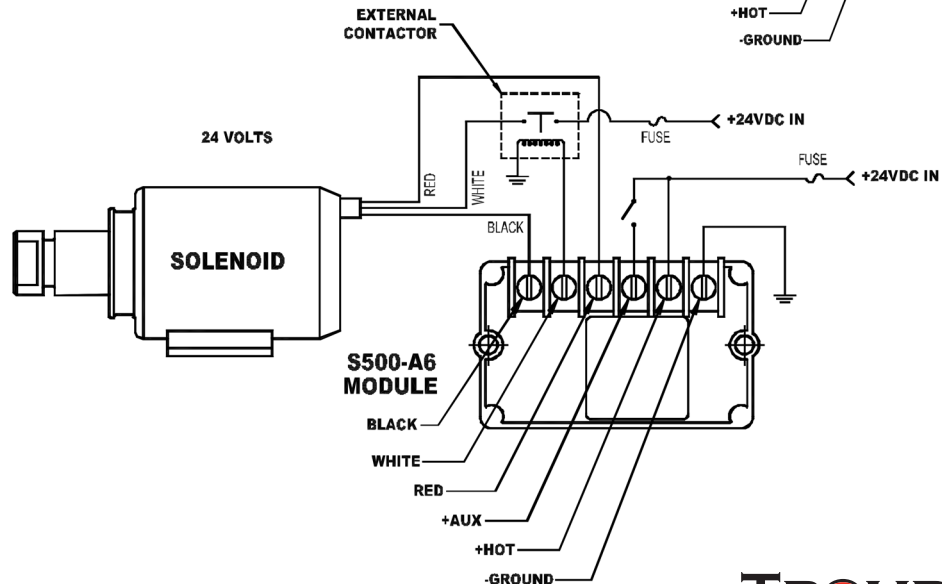 +HOT
-GROUND
EXTERNAL
CONTACTOR
24 VOLTS
+24VDC IN
FUSE
FUSE
+24VDC IN
RED
WHITE
BLACK
SOLENOID
S500-A6
MODULE
BLACK
WHITE
RED
+AUX
+HOT
-GROUND